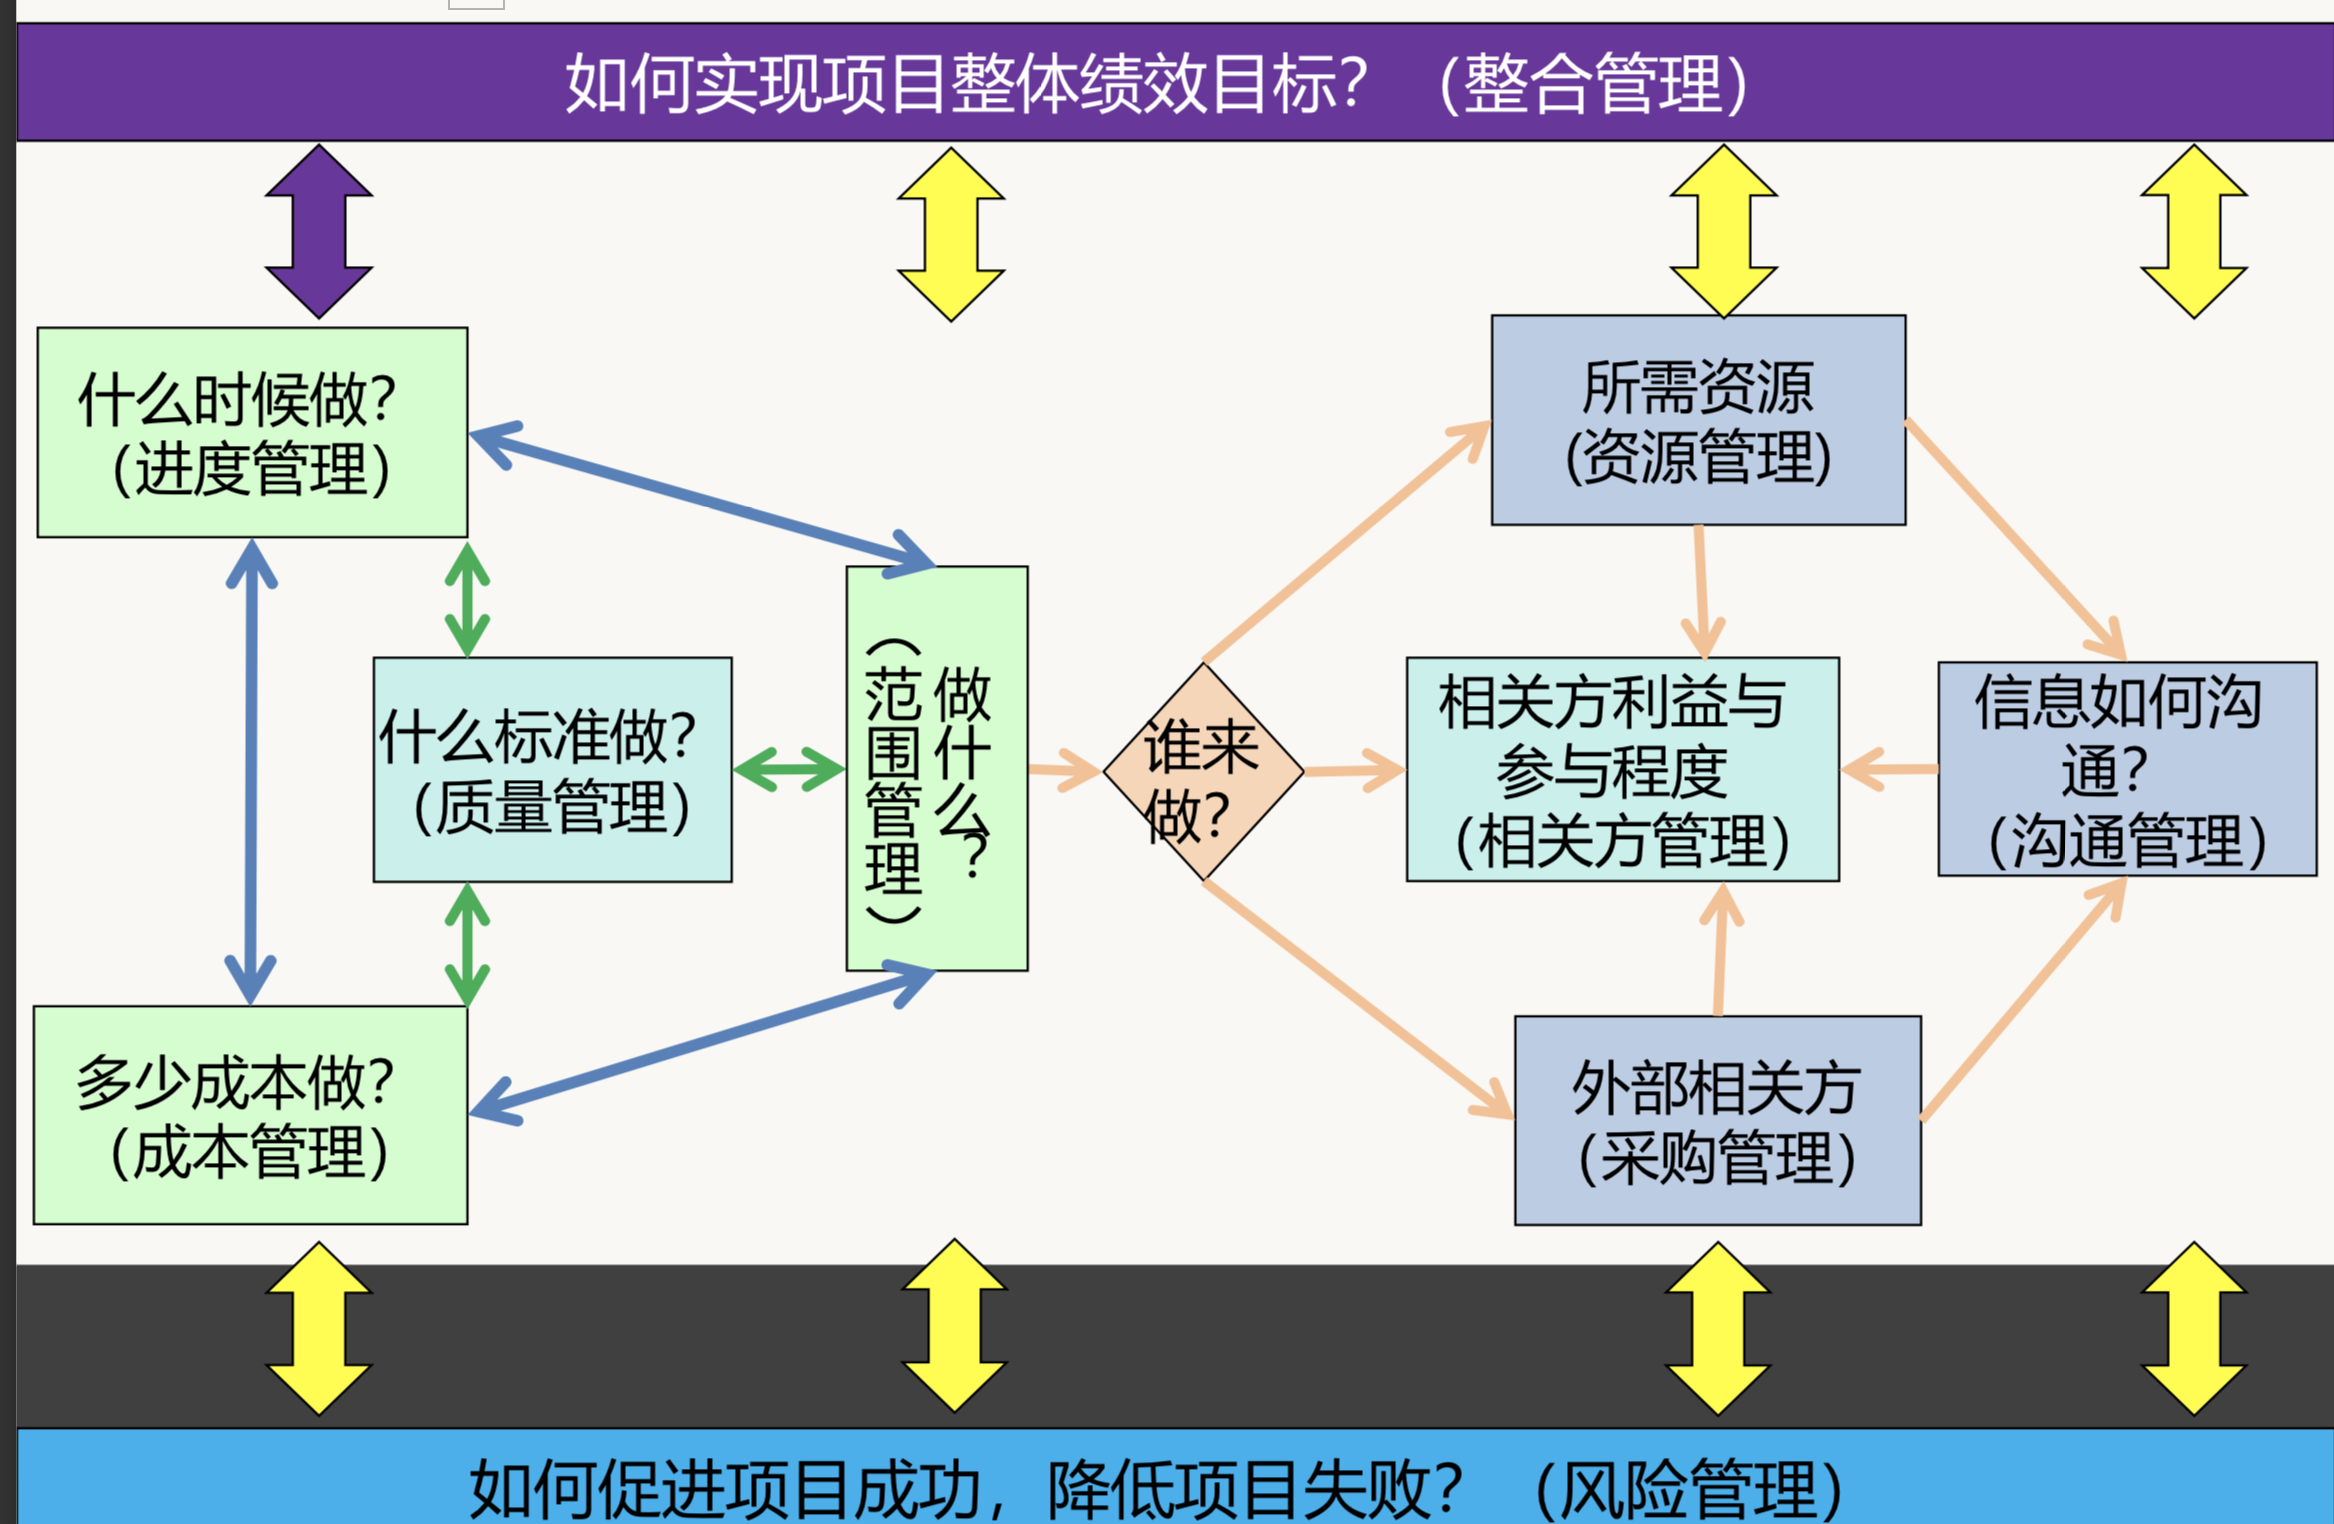 如何实现项目整体绩效目标？（整合管理）
什么时候做？
（进度管理）
所需资源
(资源管理)
什么标准做？
（质量管理）
做什么？
（范围管理）
谁来
做？
相关方利益与
参与程度
（相关方管理）
信息如何沟
通？
（沟通管理）
多少成本做？
（成本管理）
外部相关方
（采购管理）
如何促进项目成功，降低项目失败？（风险管理）